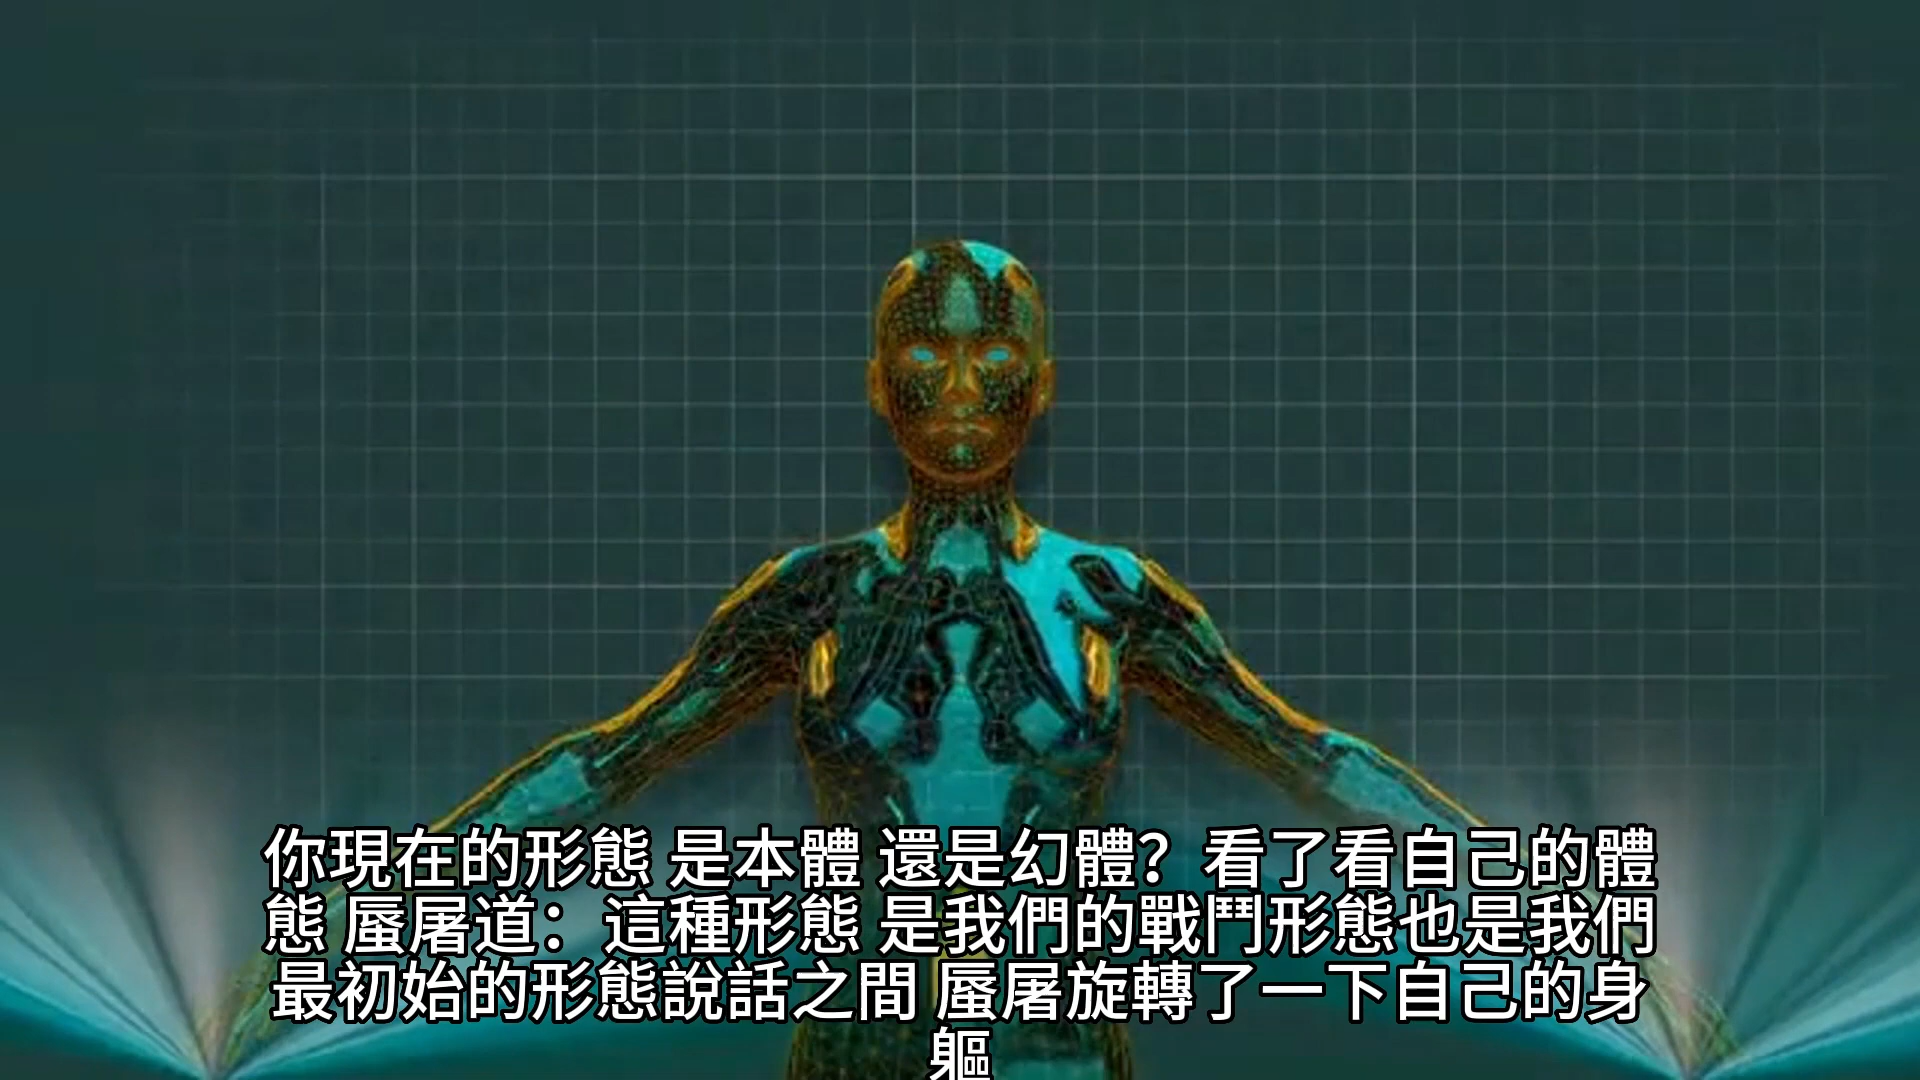 你現在的形態 是本體 還是幻體？看了看自己的體
態 蜃屠道：這種形態 是我們的戰鬥形態也是我們
最初始的形態說話之間 蜃屠旋轉了一下自己的身
軀